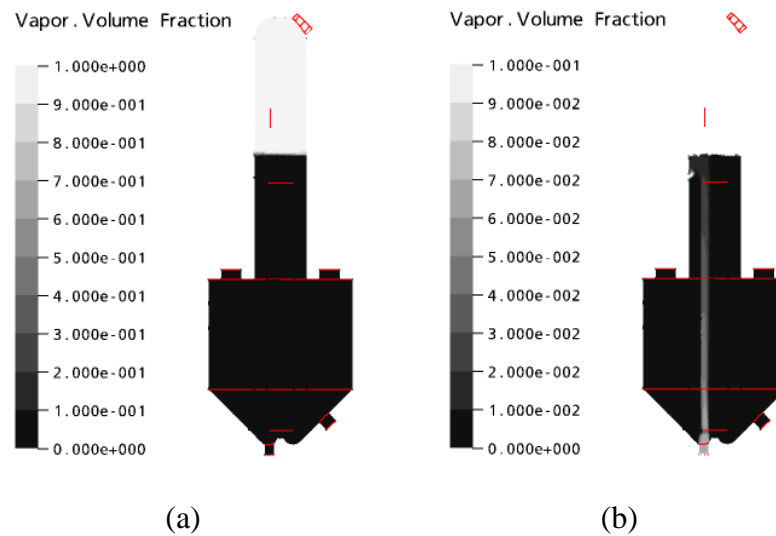 Vapor . Volume Fraction
1.000e+000
9.000e-001
8.000e-001
7.000e-001
6.000e-001
5.000e-001
4.000e-001
3.000e-001
2.000e-001
1.000e-001
0.000e+000
(a)
Vapor . Volume Fraction
1.000e-001
9.000e-002
8.000e-002
7.000e-002
6.000e-002
5.000e-002
4.000e-002
3.000e-002
2.000e-002
1.000e-002
0.000e+000
(b)